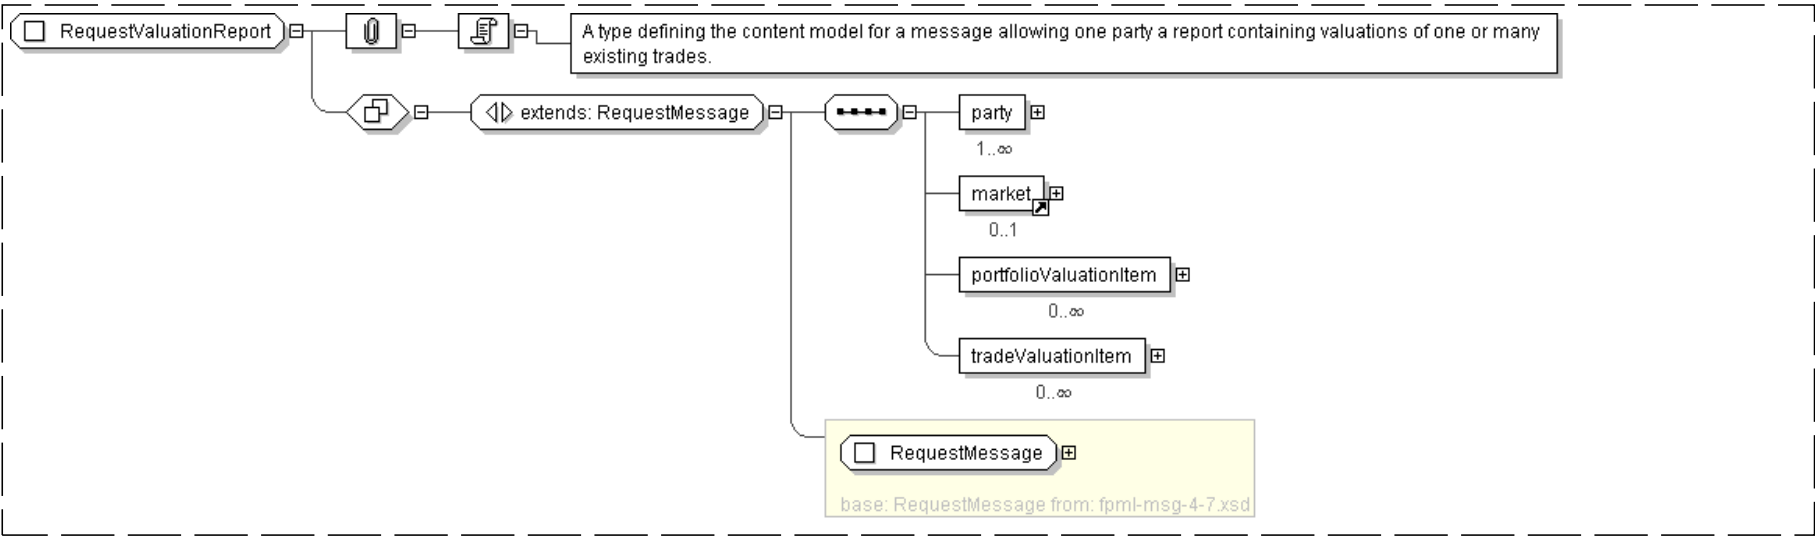 RequestValuationReport
A type defining the content model for a message allowing one party a report containing valuations of one or many
existing trades.
extends: RequestMessage
party
1..∞
market
0..1
portfolioValuationItem
0..∞
tradeValuationItem
0..∞
RequestMessage
base: RequestMessage from: fpml-msg-4-7.xsd